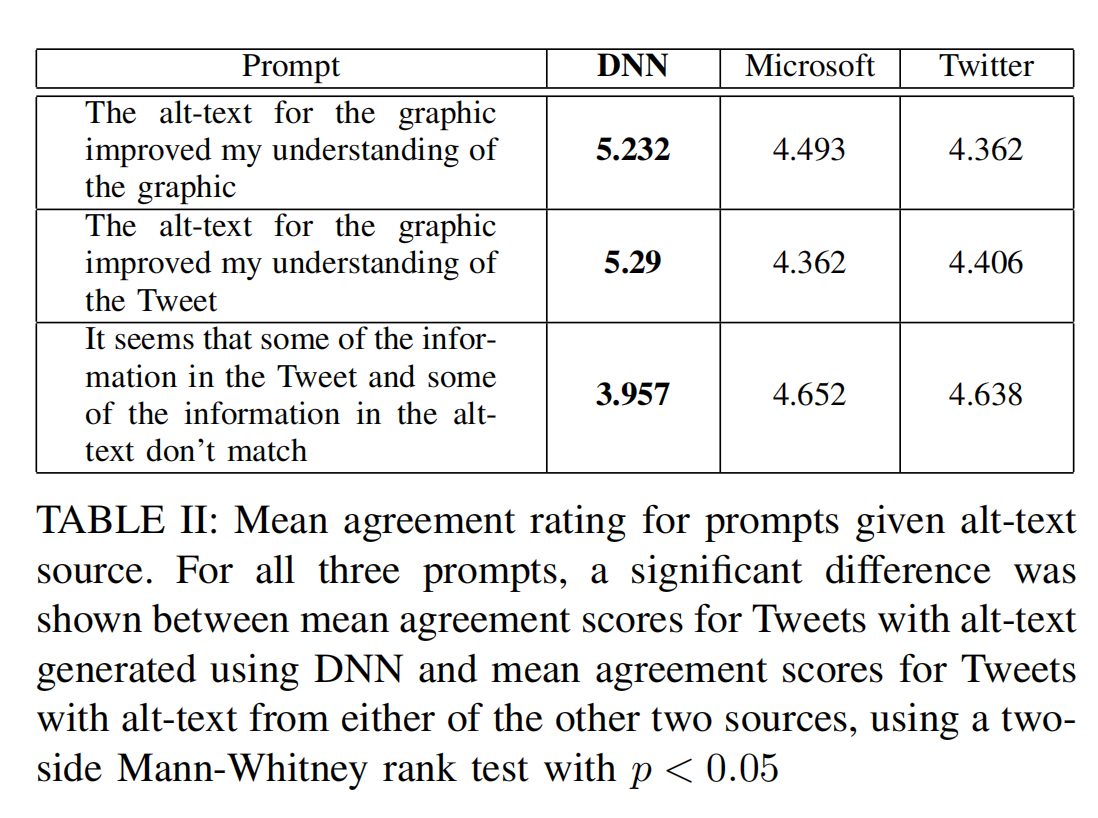 Prompt DNN Microsoft Twitter
The alt-text for the graphic
improved my understanding of
the graphic
5.232 4.493 4.362
The alt-text for the graphic
improved my understanding of
the Tweet
5.29 4.362 4.406
It seems that some of the infor-
mation in the Tweet and some
of the information in the alt-
text don't match
3.957 4.652 4.638
TABLE II: Mean agreement rating for prompts given alt-text
source. For all three prompts, a significant difference was
shown between mean agreement scores for Tweets with alt-text
generated using DNN and mean agreement scores for Tweets
with alt-text from either of the other two sources, using a two-
side Mann-Whitney rank test with p < 0.05